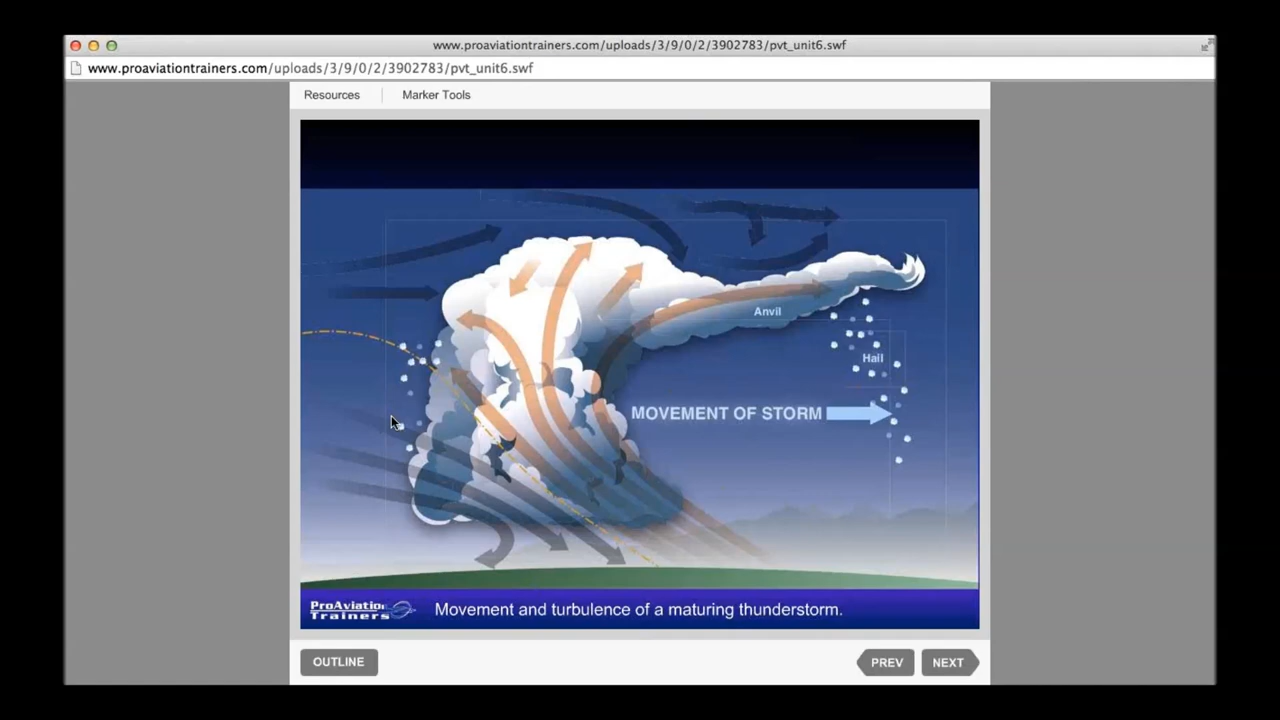 www.proaviationtrainers.com/uploads/3/9/0/2/3902783/pvt_unit6.swf
www.proaviationtrainers.com/uploads/3/9/0/2/3902783/pvt_unit6.swf
Resources
Marker Tools
Anvil
Hail
MOVEMENT OF STORM
ProAviation
Trainers
Movement and turbulence of a maturing thunderstorm.
OUTLINE
PREV
NEXT